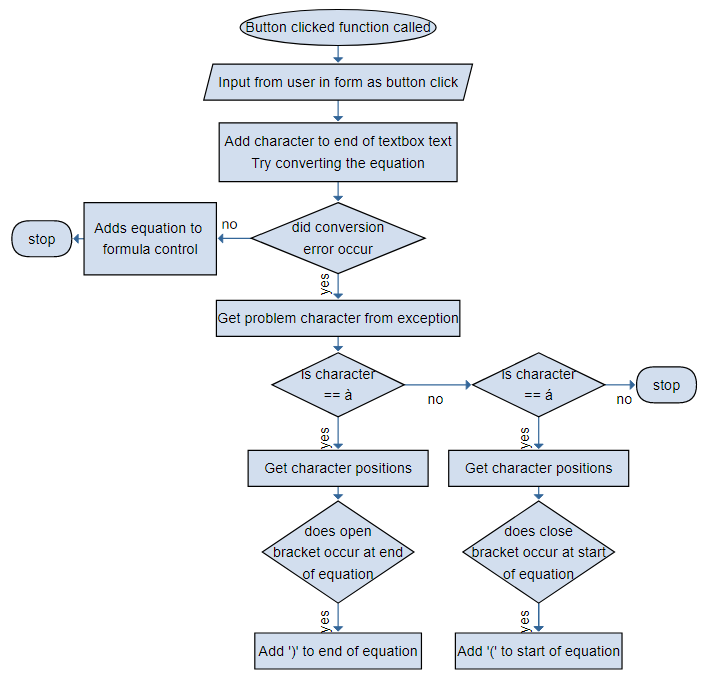 Button clicked function called
Input from user in form as button click
Add character to end of textbox text
Try converting the equation
did conversion
error occur
no
Adds equation to
formula control
stop
yes
Get problem character from exception
is character
== à
no
is character
== á
no
stop
yes
yes
Get character positions
Get character positions
does open
bracket occur at end
of equation
does close
bracket occur at start
of equation
yes
yes
Add ')' to end of equation
Add '(' to start of equation